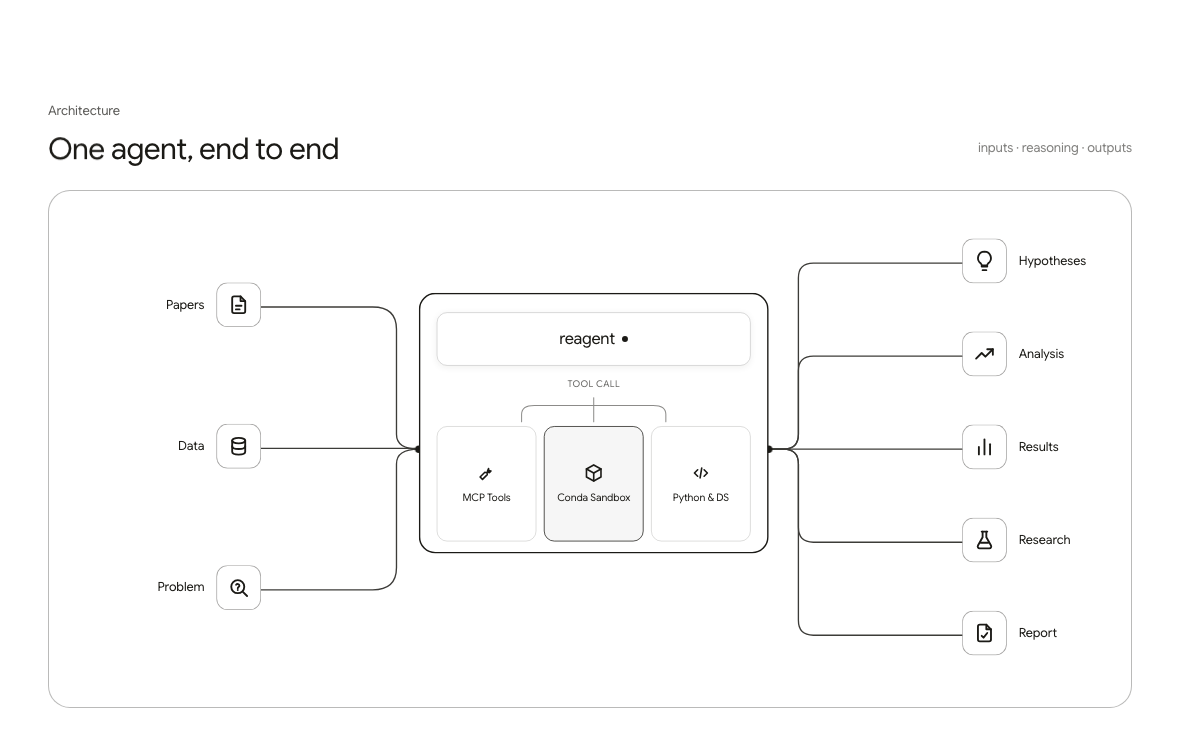 Architecture
One agent, end to end
inputs · reasoning · outputs
Papers
Data
Problem
reagent
TOOL CALL
MCP Tools
Conda Sandbox
Python & DS
Hypotheses
Analysis
Results
Research
Report